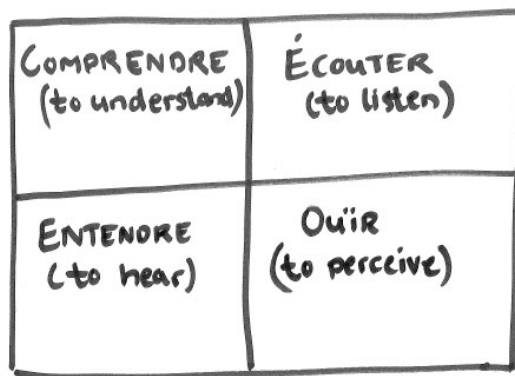 COMPRENDRE
(to understand)
ÉCOUTER
(to listen)
ENTENDRE
(to hear)
OUÏR
(to perceive)